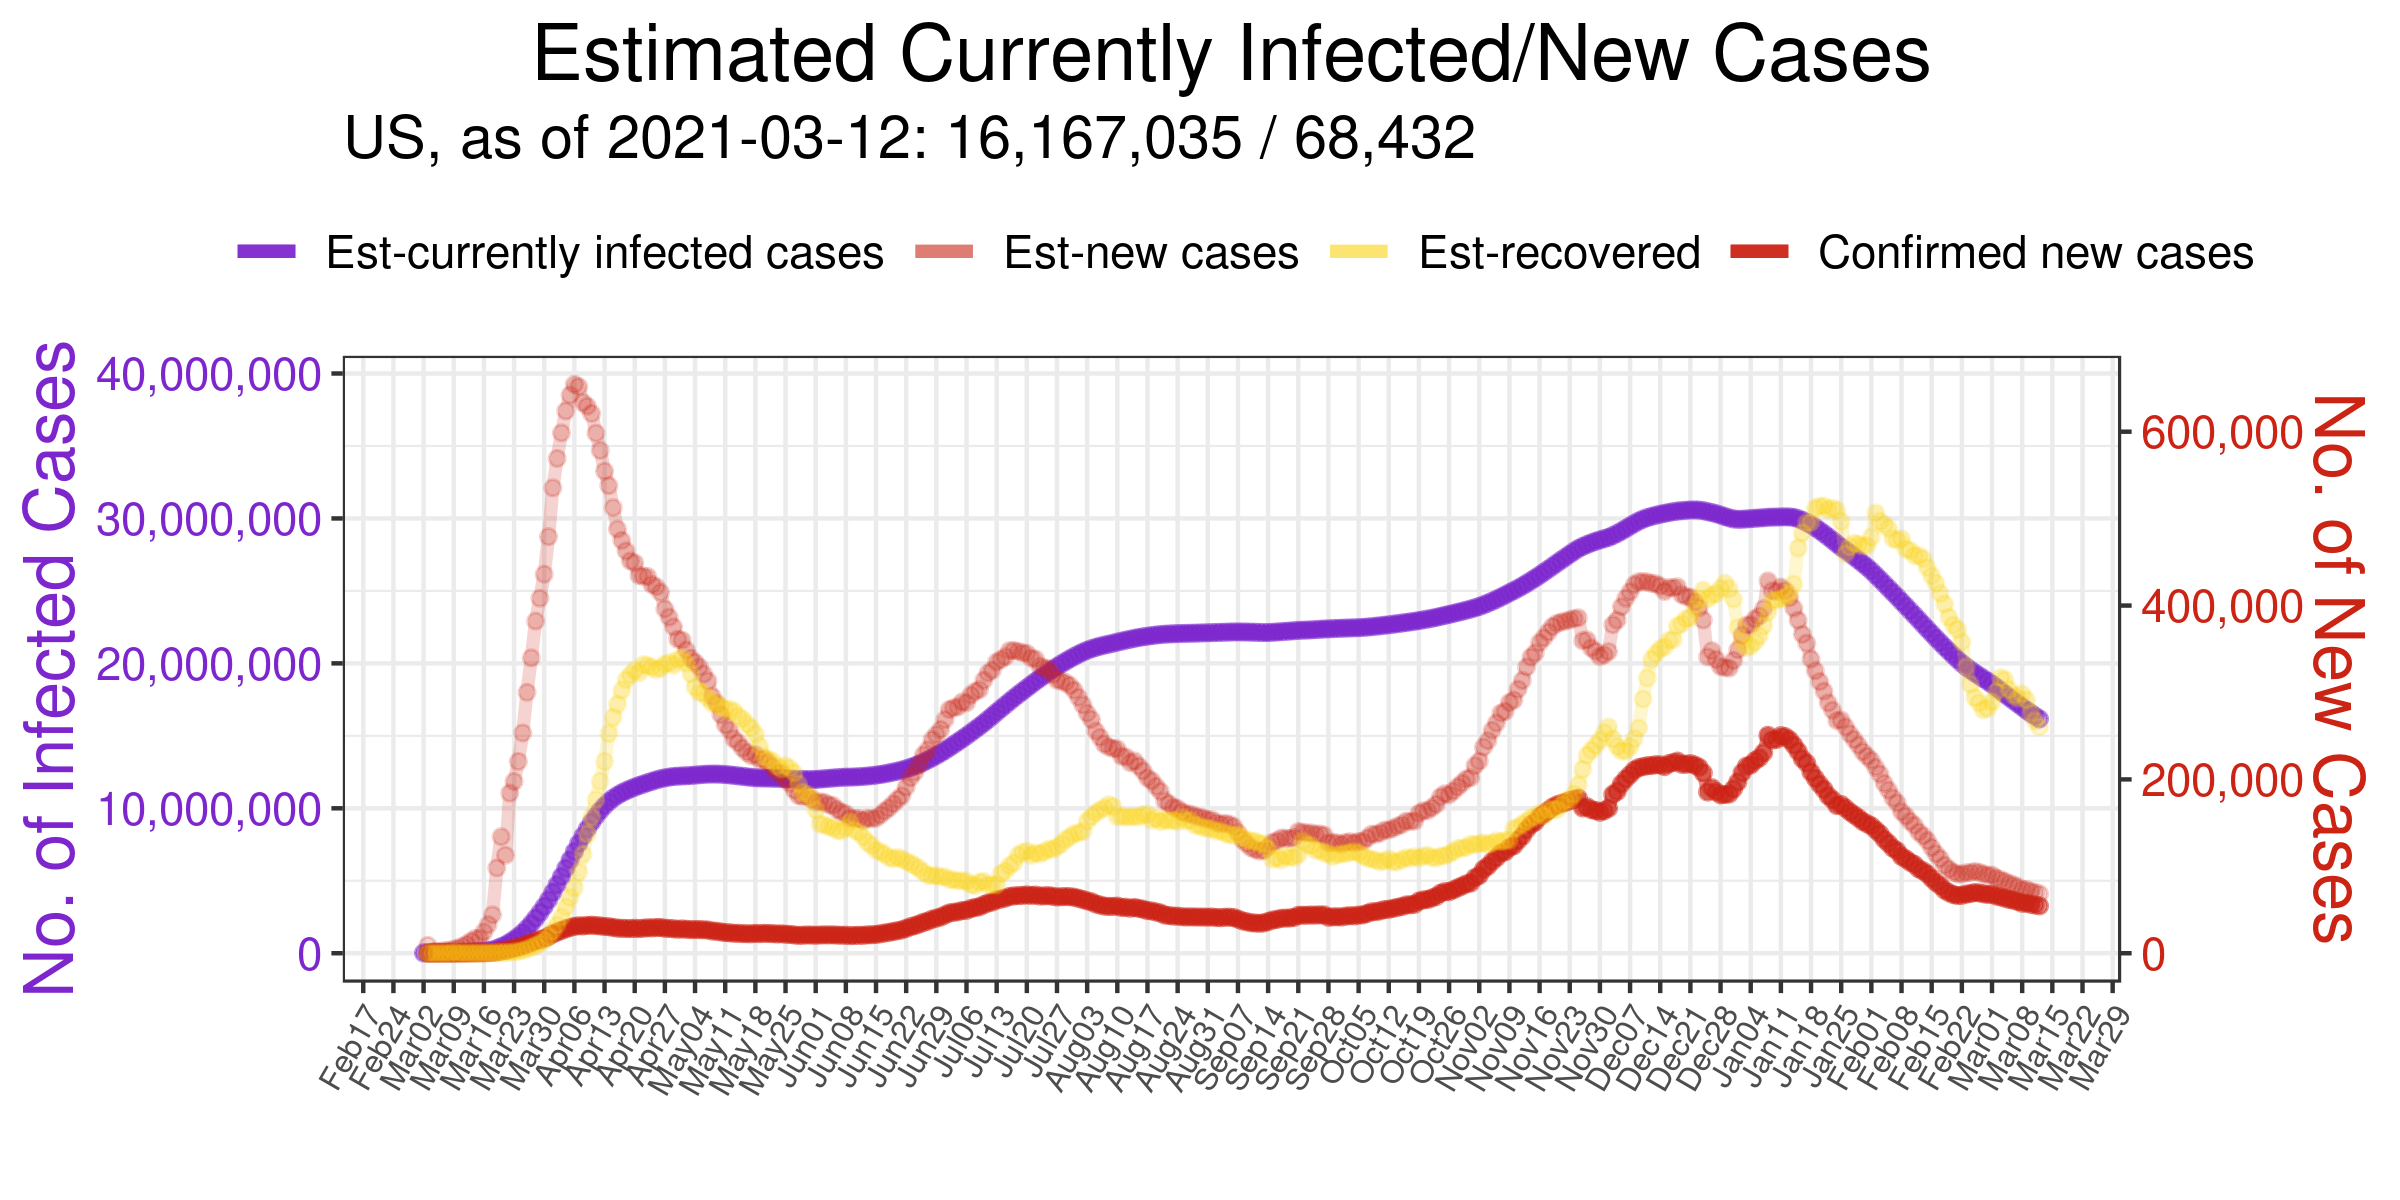 Estimated Currently Infected/New Cases
US, as of 2021-03-12: 16,167,035 / 68,432
Est-currently infected cases Est-new cases Est-recovered Confirmed new cases
No. of Infected Cases
40,000,000
30,000,000
20,000,000
10,000,000
0
600,000
400,000
200,000
0
No. of New Cases
Feb17 Feb24 Mar02 Mar09 Mar16 Mar23 Mar30 Apr06 Apr13 Apr20 Apr27 May04 May11 May18 May25 Jun01 Jun08 Jun15 Jun22 Jun29 Jul06 Jul13 Jul20 Jul27 Aug03 Aug10 Aug17 Aug24 Aug31 Sep07 Sep14 Sep21 Sep28 Oct05 Oct12 Oct19 Oct26 Nov02 Nov09 Nov16 Nov23 Nov30 Dec07 Dec14 Dec21 Dec28 Jan04 Jan11 Jan18 Jan25 Feb01 Feb08 Feb15 Feb22 Mar01 Mar08 Mar15 Mar22 Mar29